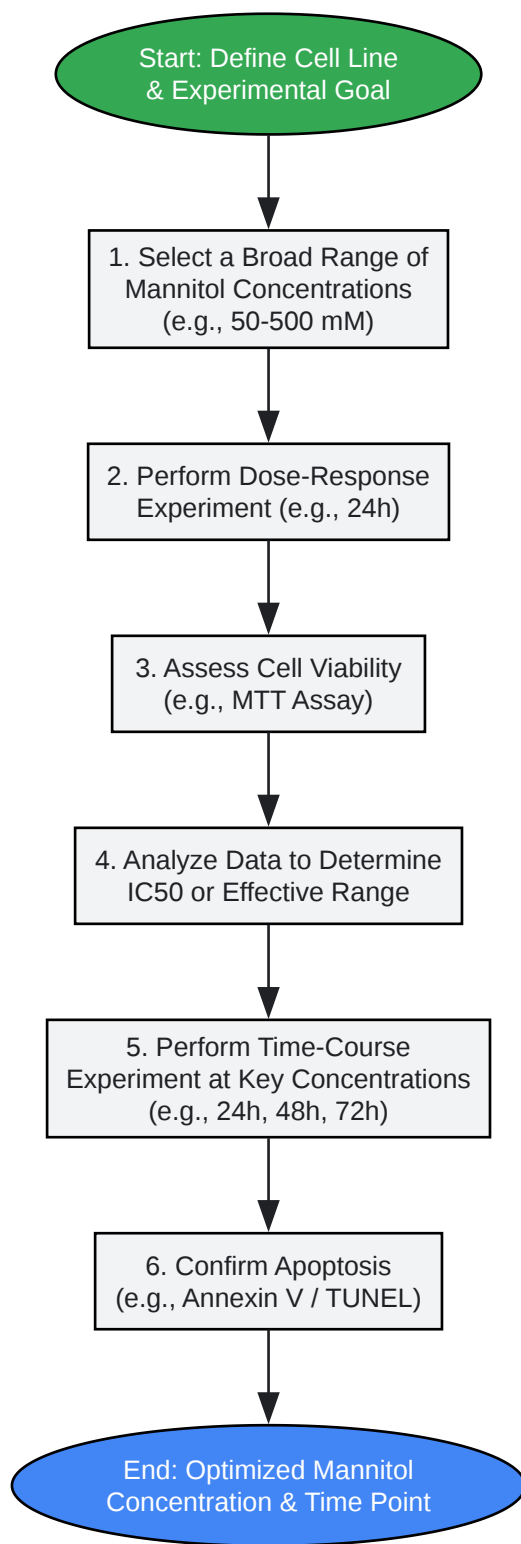 Start: Define Cell Line
& Experimental Goal
1. Select a Broad Range of
Mannitol Concentrations
(e.g., 50-500 mM)
2. Perform Dose-Response
Experiment (e.g., 24h)
3. Assess Cell Viability
(e.g., MTT Assay)
4. Analyze Data to Determine
IC50 or Effective Range
5. Perform Time-Course
Experiment at Key Concentrations
(e.g., 24h, 48h, 72h)
6. Confirm Apoptosis
(e.g., Annexin V / TUNEL)
End: Optimized Mannitol
Concentration & Time Point